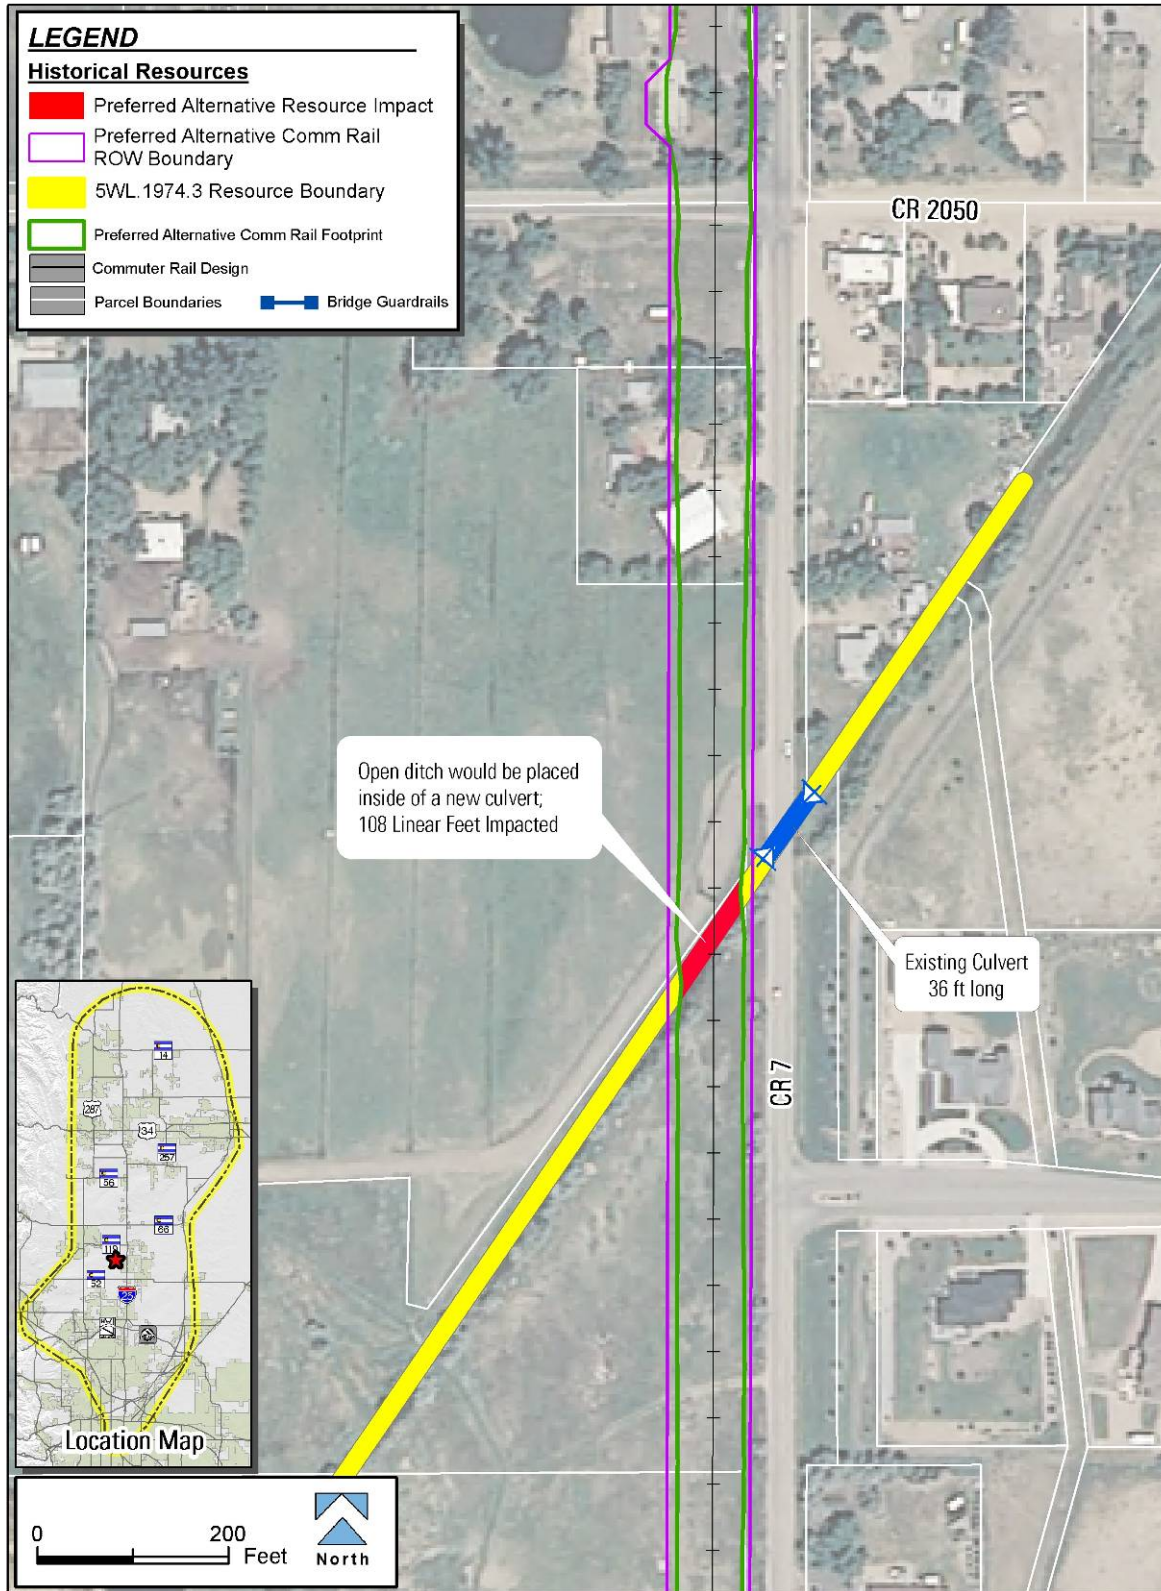 LEGEND
Historical Resources
Preferred Alternative Resource Impact
Preferred Alternative Comm Rail
ROW Boundary
5WL.1974.3 Resource Boundary
Preferred Alternative Comm Rail Footprint
Commuter Rail Design
Parcel Boundaries
Bridge Guardrails
CR 2050
Open ditch would be placed
inside of a new culvert;
108 Linear Feet Impacted
Existing Culvert
36 ft long
CR 7
14
287
34
257
56
66
119
52
25
Location Map
0
200
Feet
North